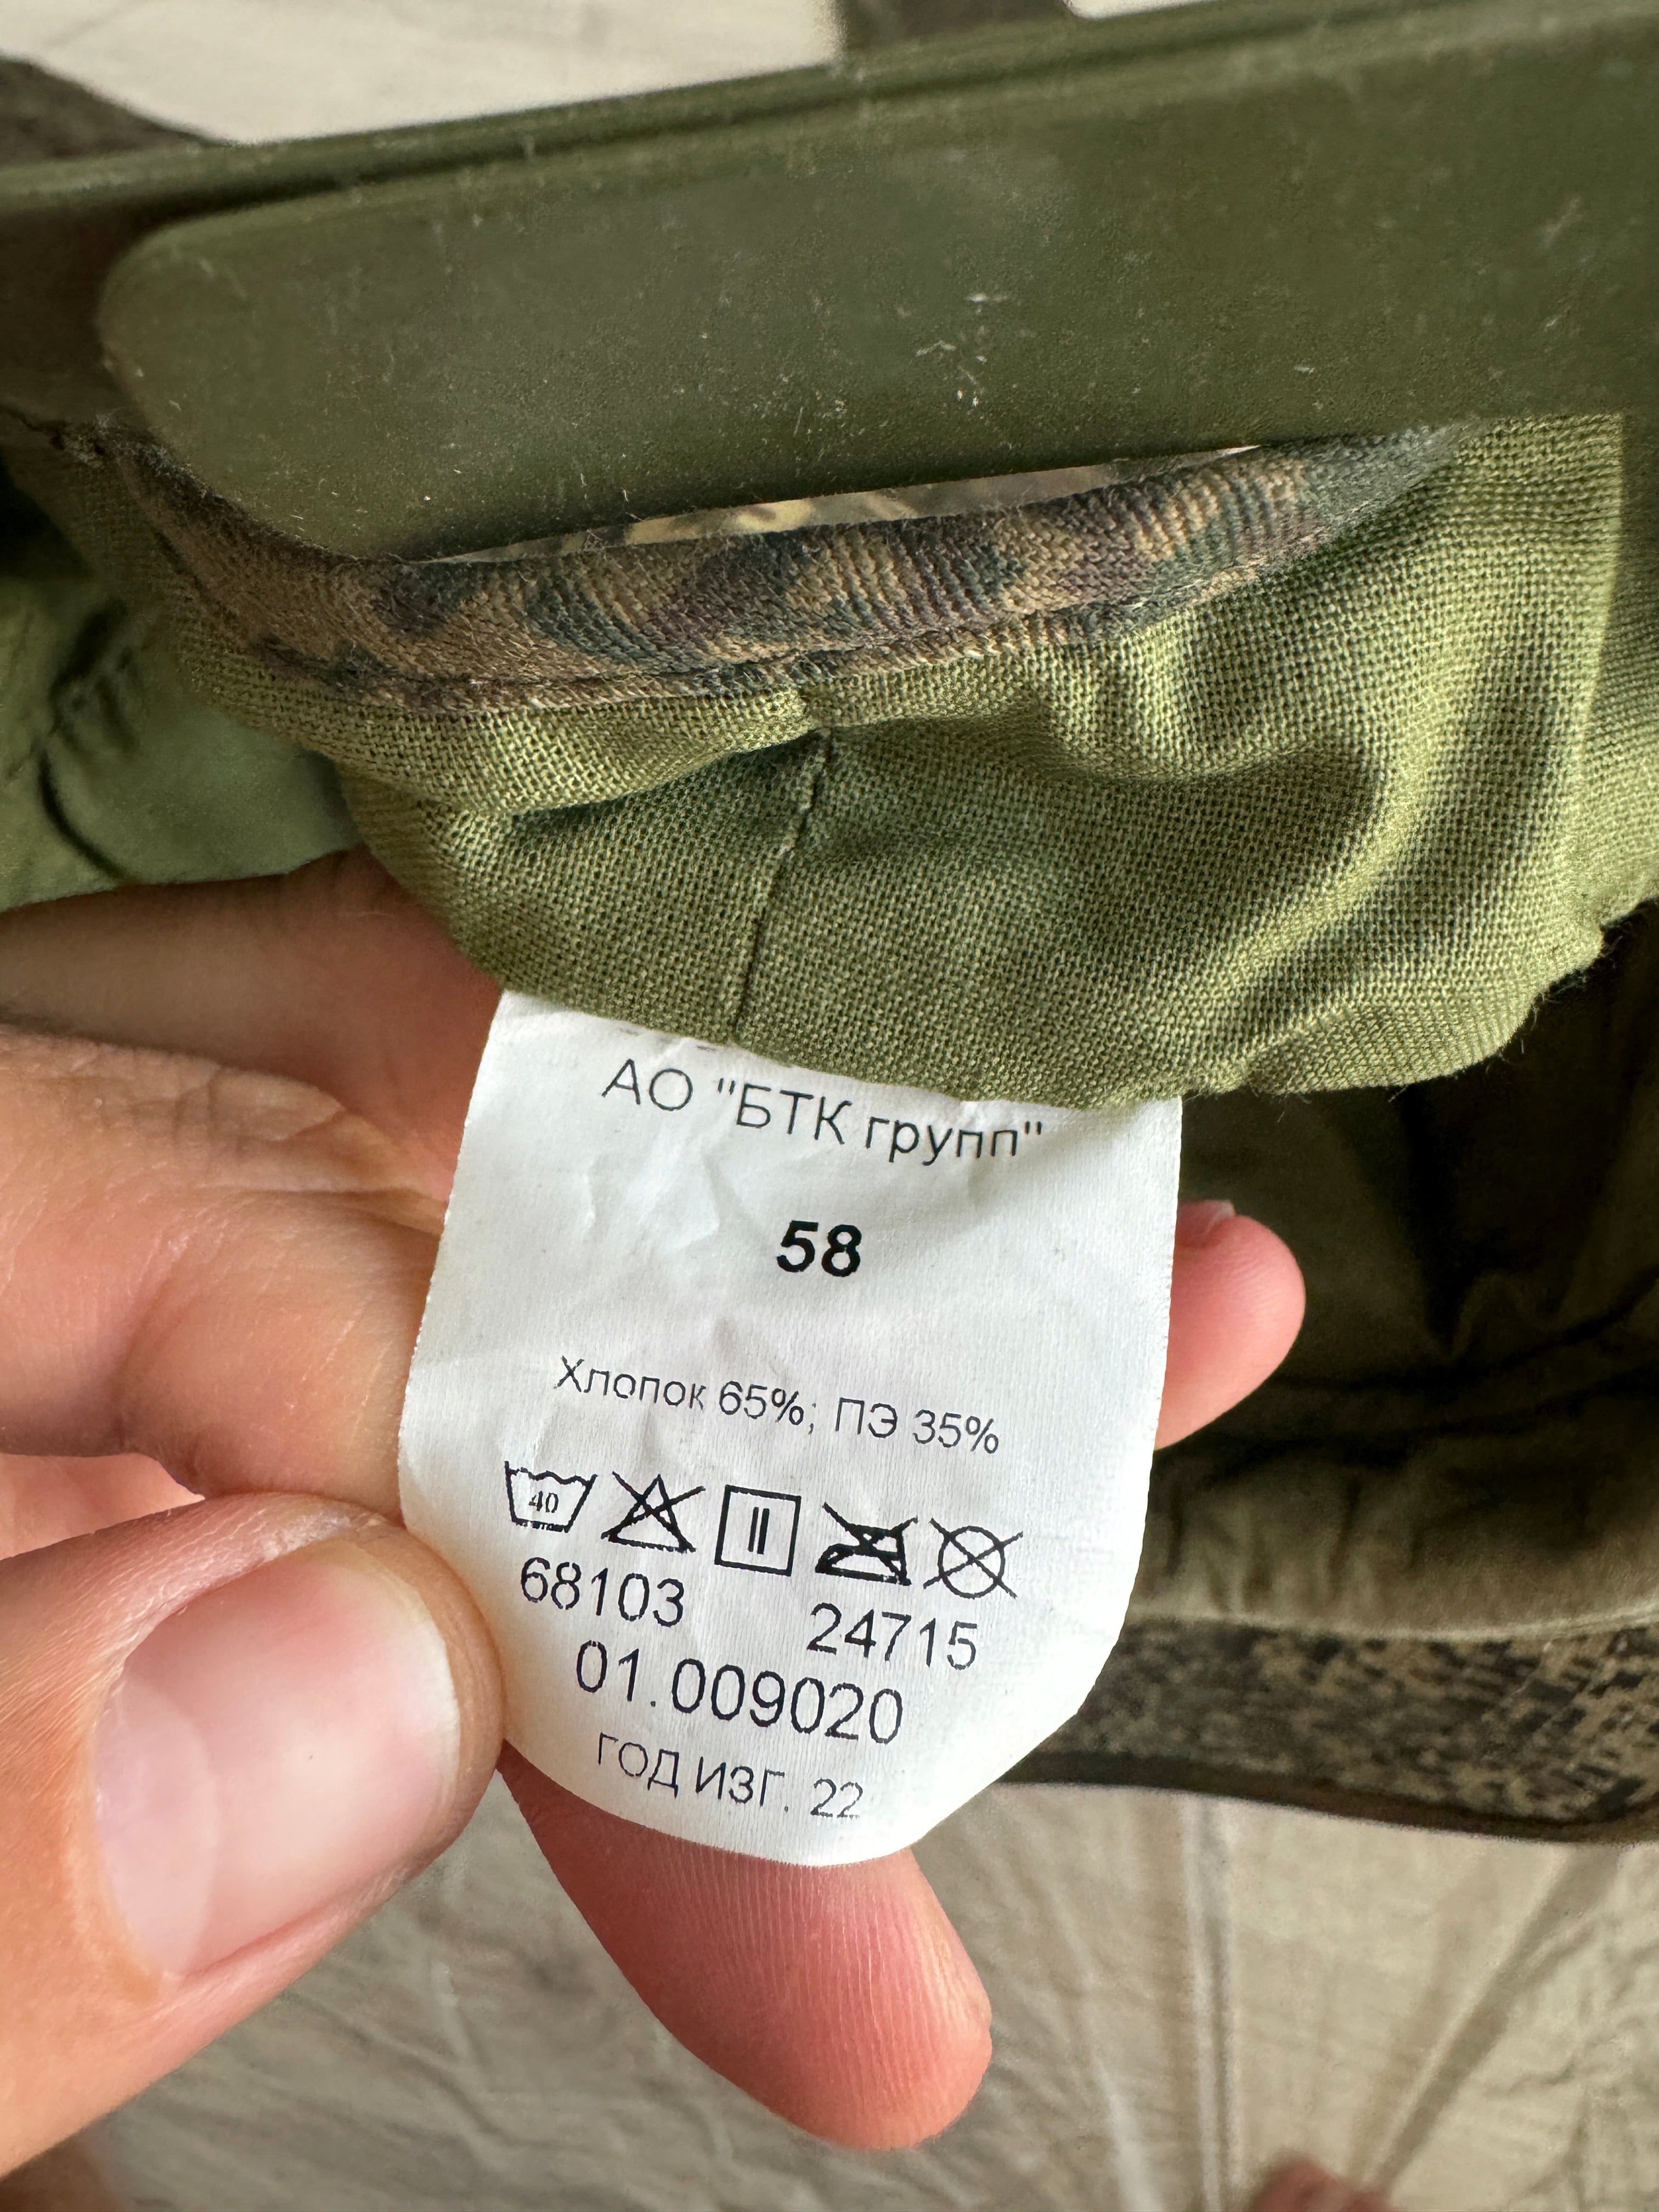 АО "БТК групп"
58
Хлопок 65%; ПЭ 35%
40
68103 24715
01.009020
ГОД ИЗГ. 22